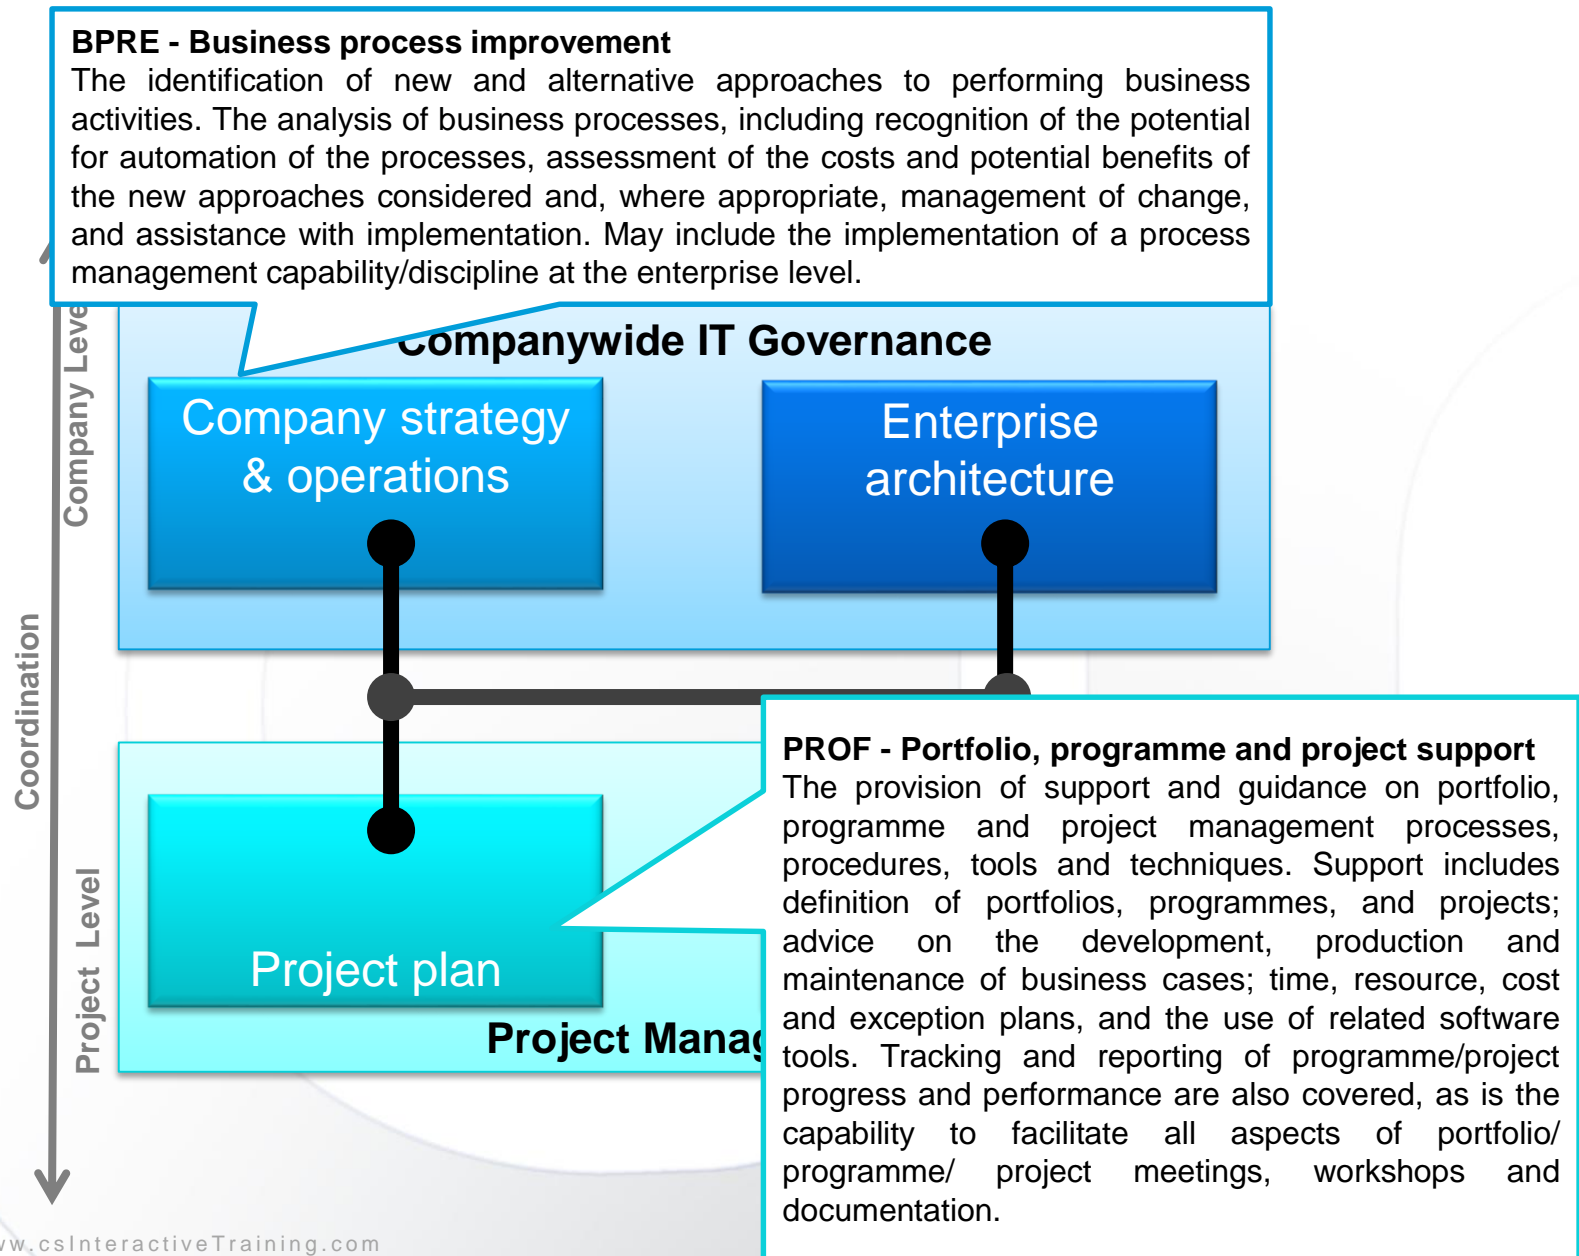 BPRE - Business process improvement
The identification of new and alternative approaches to performing business
activities. The analysis of business processes, including recognition of the potential
for automation of the processes, assessment of the costs and potential benefits of
the new approaches considered and, where appropriate, management of change,
and assistance with implementation. May include the implementation of a process
management capability/discipline at the enterprise level.
Companywide IT Governance
Company Leve
Company strategy
& operations
Enterprise
architecture
Coordination
PROF - Portfolio, programme and project support
The provision of support and guidance on portfolio,
programme and project management processes,
procedures, tools and techniques. Support includes
definition of portfolios, programmes, and projects;
advice on the development, production and
maintenance of business cases; time, resource, cost
and exception plans, and the use of related software
tools. Tracking and reporting of programme/project
progress and performance are also covered, as is the
capability to facilitate all aspects of portfolio/
programme/ project meetings, workshops and
documentation.
Project Level
Project plan
Project Manag
ww.csInteractiveTraining.com